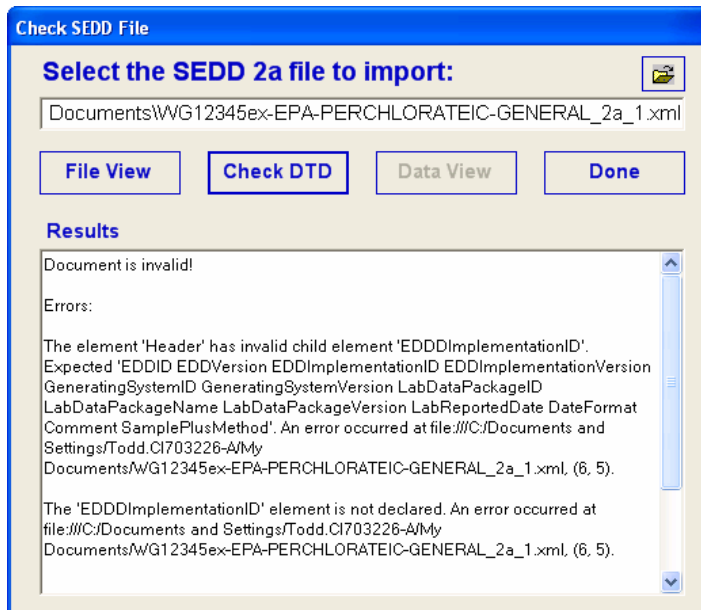 Check SEDD File
Select the SEDD 2a file to import:
Documents\WG12345ex-EPA-PERCHLORATEIC-GENERAL_2a_1.xml
File View
Check DTD
Data View
Done
Results
Document is invalid!
Errors:
The element 'Header' has invalid child element 'EDDDImplementationID'.
Expected 'EDDID EDDVersion EDDImplementationID EDDImplementationVersion
GeneratingSystemID GeneratingSystemVersion LabDataPackageID
LabDataPackageName LabDataPackageVersion LabReportedDate DateFormat
Comment SamplePlusMethod'. An error occurred at file:///C:/Documents and
Settings/Todd.CI703226-A/My
Documents/WG12345ex-EPA-PERCHLORATEIC-GENERAL_2a_1.xml, (6, 5).
The 'EDDDImplementationID' element is not declared. An error occurred at
file:///C:/Documents and Settings/Todd.CI703226-A/My
Documents/WG12345ex-EPA-PERCHLORATEIC-GENERAL_2a_1.xml, (6, 5).